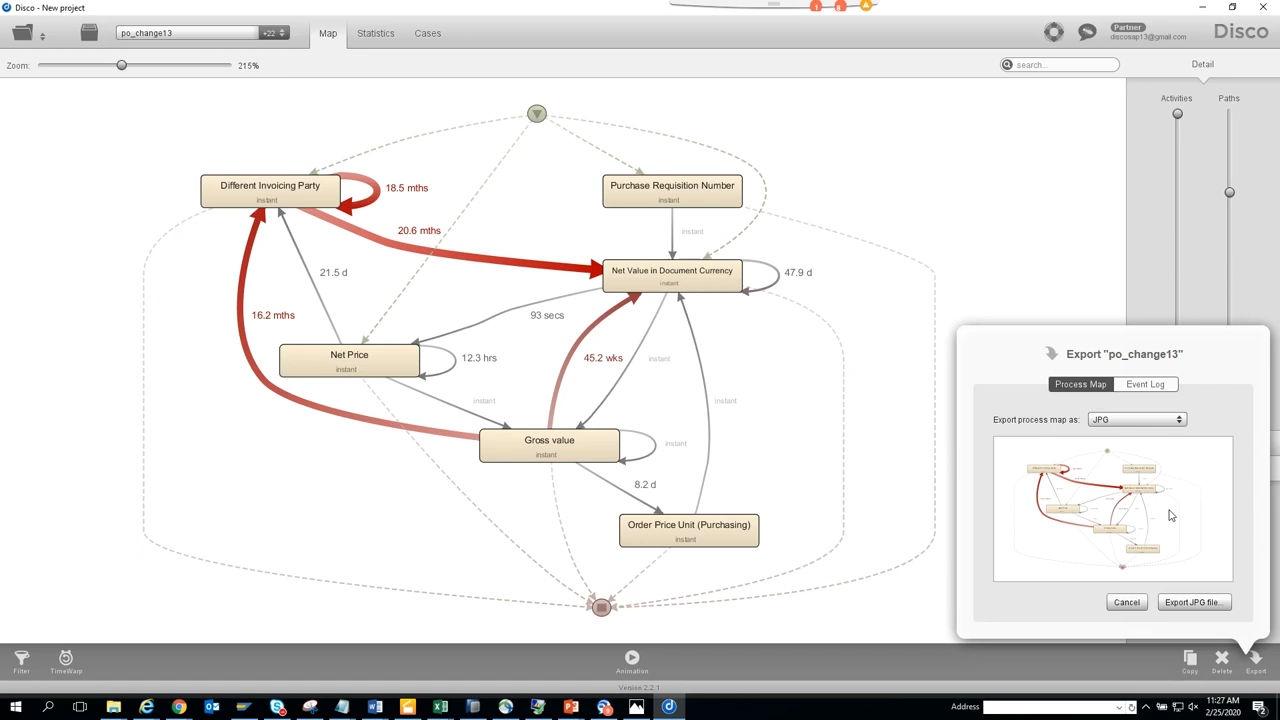 Disco - New project
po_change13
+22
Map
Statistics
Cases
Partner
discosap13@gmail.com
Disco
Zoom:
215%
search...
Detail
Activities
Paths
Different Invoicing Party
instant
18.5 mths
Purchase Requisition Number
instant
20.6 mths
instant
Net Value in Document Currency
instant
47.9 d
21.5 d
16.2 mths
93 secs
Net Price
instant
12.3 hrs
45.2 wks
instant
instant
instant
Gross value
instant
instant
8.2 d
Order Price Unit (Purchasing)
instant
Export "po_change13"
Process Map
Event Log
Export process map as:
JPG
Cancel
Export JPG file...
Filter
TimeWarp
Animation
Copy
Delete
Export
Version 2.2.1
Address
11:27 AM
2/25/2020